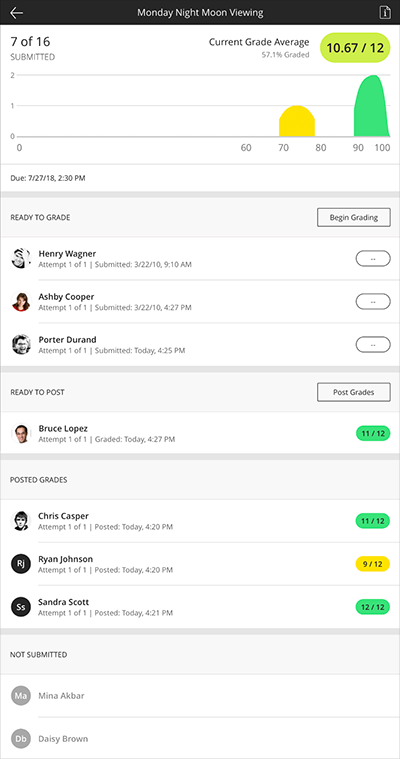 Monday Night Moon Viewing
7 of 16
SUBMITTED
Current Grade Average
57.1% Graded
10.67 / 12
2
1
0
0 60 70 80 90 100
Due: 7/27/18, 2:30 PM
READY TO GRADE
Begin Grading
Henry Wagner
Attempt 1 of 1 | Submitted: 3/22/10, 9:10 AM
--
Ashby Cooper
Attempt 1 of 1 | Submitted: 3/22/10, 4:27 PM
--
Porter Durand
Attempt 1 of 1 | Submitted: Today, 4:25 PM
--
READY TO POST
Post Grades
Bruce Lopez
Attempt 1 of 1 | Graded: Today, 4:27 PM
11 / 12
POSTED GRADES
Chris Casper
Attempt 1 of 1 | Posted: Today, 4:20 PM
11 / 12
Rj
Ryan Johnson
Attempt 1 of 1 | Posted: Today, 4:20 PM
9 / 12
Ss
Sandra Scott
Attempt 1 of 1 | Posted: Today, 4:21 PM
12 / 12
NOT SUBMITTED
Ma
Mina Akbar
Db
Daisy Brown